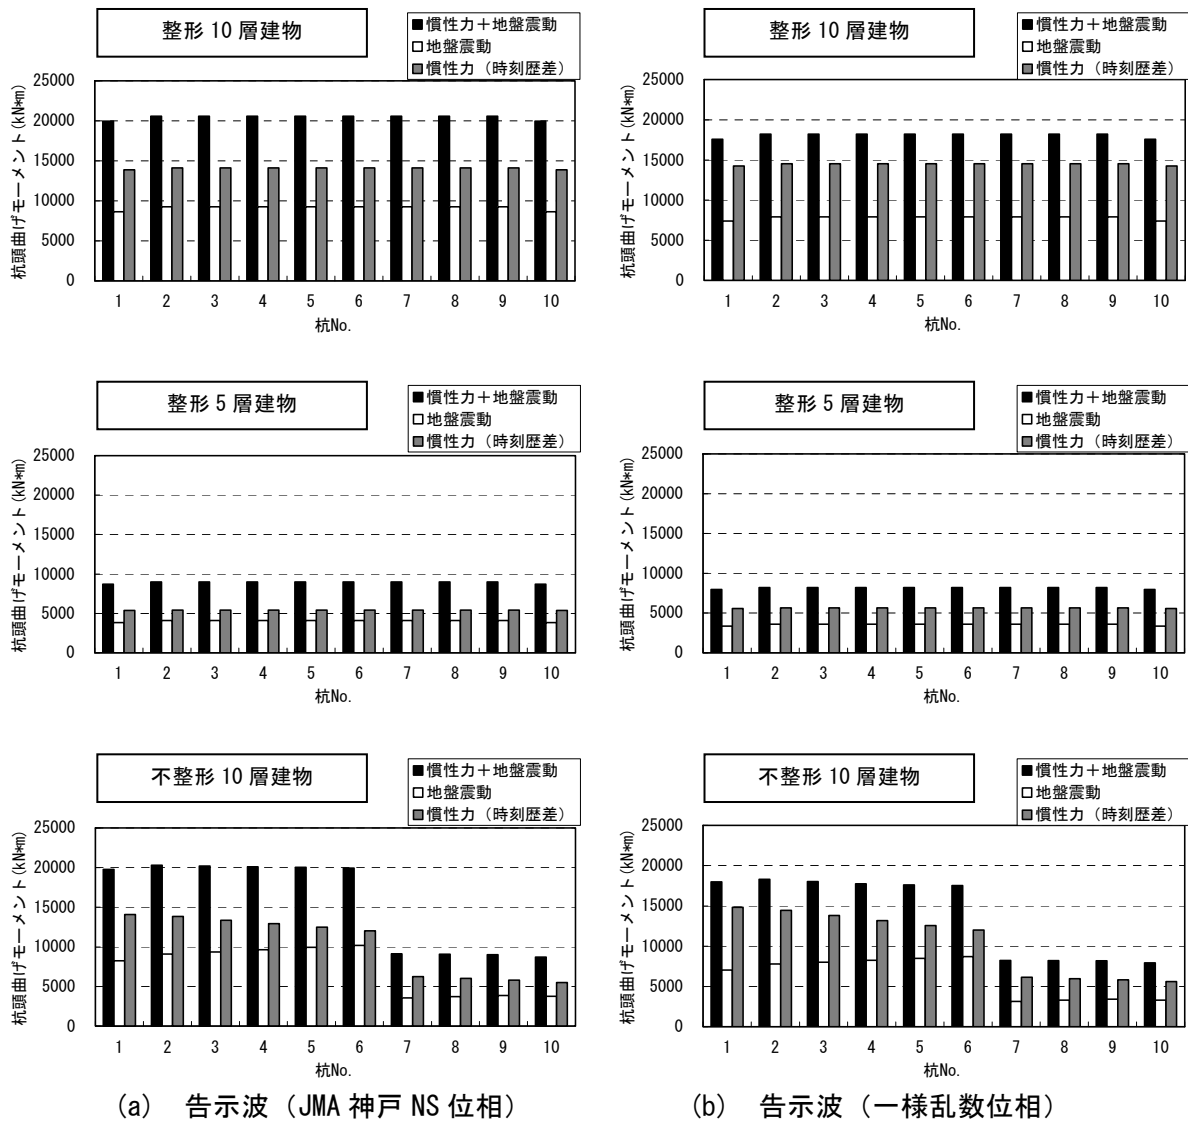 整形 10 層建物
■慣性力＋地盤震動
□地盤震動
■慣性力（時刻歴差）
杭頭曲げモーメント(kN*m)
25000
20000
15000
10000
5000
0
1 2 3 4 5 6 7 8 9 10
杭No.
整形 10 層建物
■慣性力＋地盤震動
□地盤震動
■慣性力（時刻歴差）
杭頭曲げモーメント(kN*m)
25000
20000
15000
10000
5000
0
1 2 3 4 5 6 7 8 9 10
杭No.
整形 5 層建物
■慣性力＋地盤震動
□地盤震動
■慣性力（時刻歴差）
杭頭曲げモーメント(kN*m)
25000
20000
15000
10000
5000
0
1 2 3 4 5 6 7 8 9 10
杭No.
整形 5 層建物
■慣性力＋地盤震動
□地盤震動
■慣性力（時刻歴差）
杭頭曲げモーメント(kN*m)
25000
20000
15000
10000
5000
0
1 2 3 4 5 6 7 8 9 10
杭No.
不整形 10 層建物
■慣性力＋地盤震動
□地盤震動
■慣性力（時刻歴差）
杭頭曲げモーメント(kN*m)
25000
20000
15000
10000
5000
0
1 2 3 4 5 6 7 8 9 10
杭No.
不整形 10 層建物
■慣性力＋地盤震動
□地盤震動
■慣性力（時刻歴差）
杭頭曲げモーメント(kN*m)
25000
20000
15000
10000
5000
0
1 2 3 4 5 6 7 8 9 10
杭No.
(a) 告示波（JMA 神戸 NS 位相）
(b) 告示波（一様乱数位相）